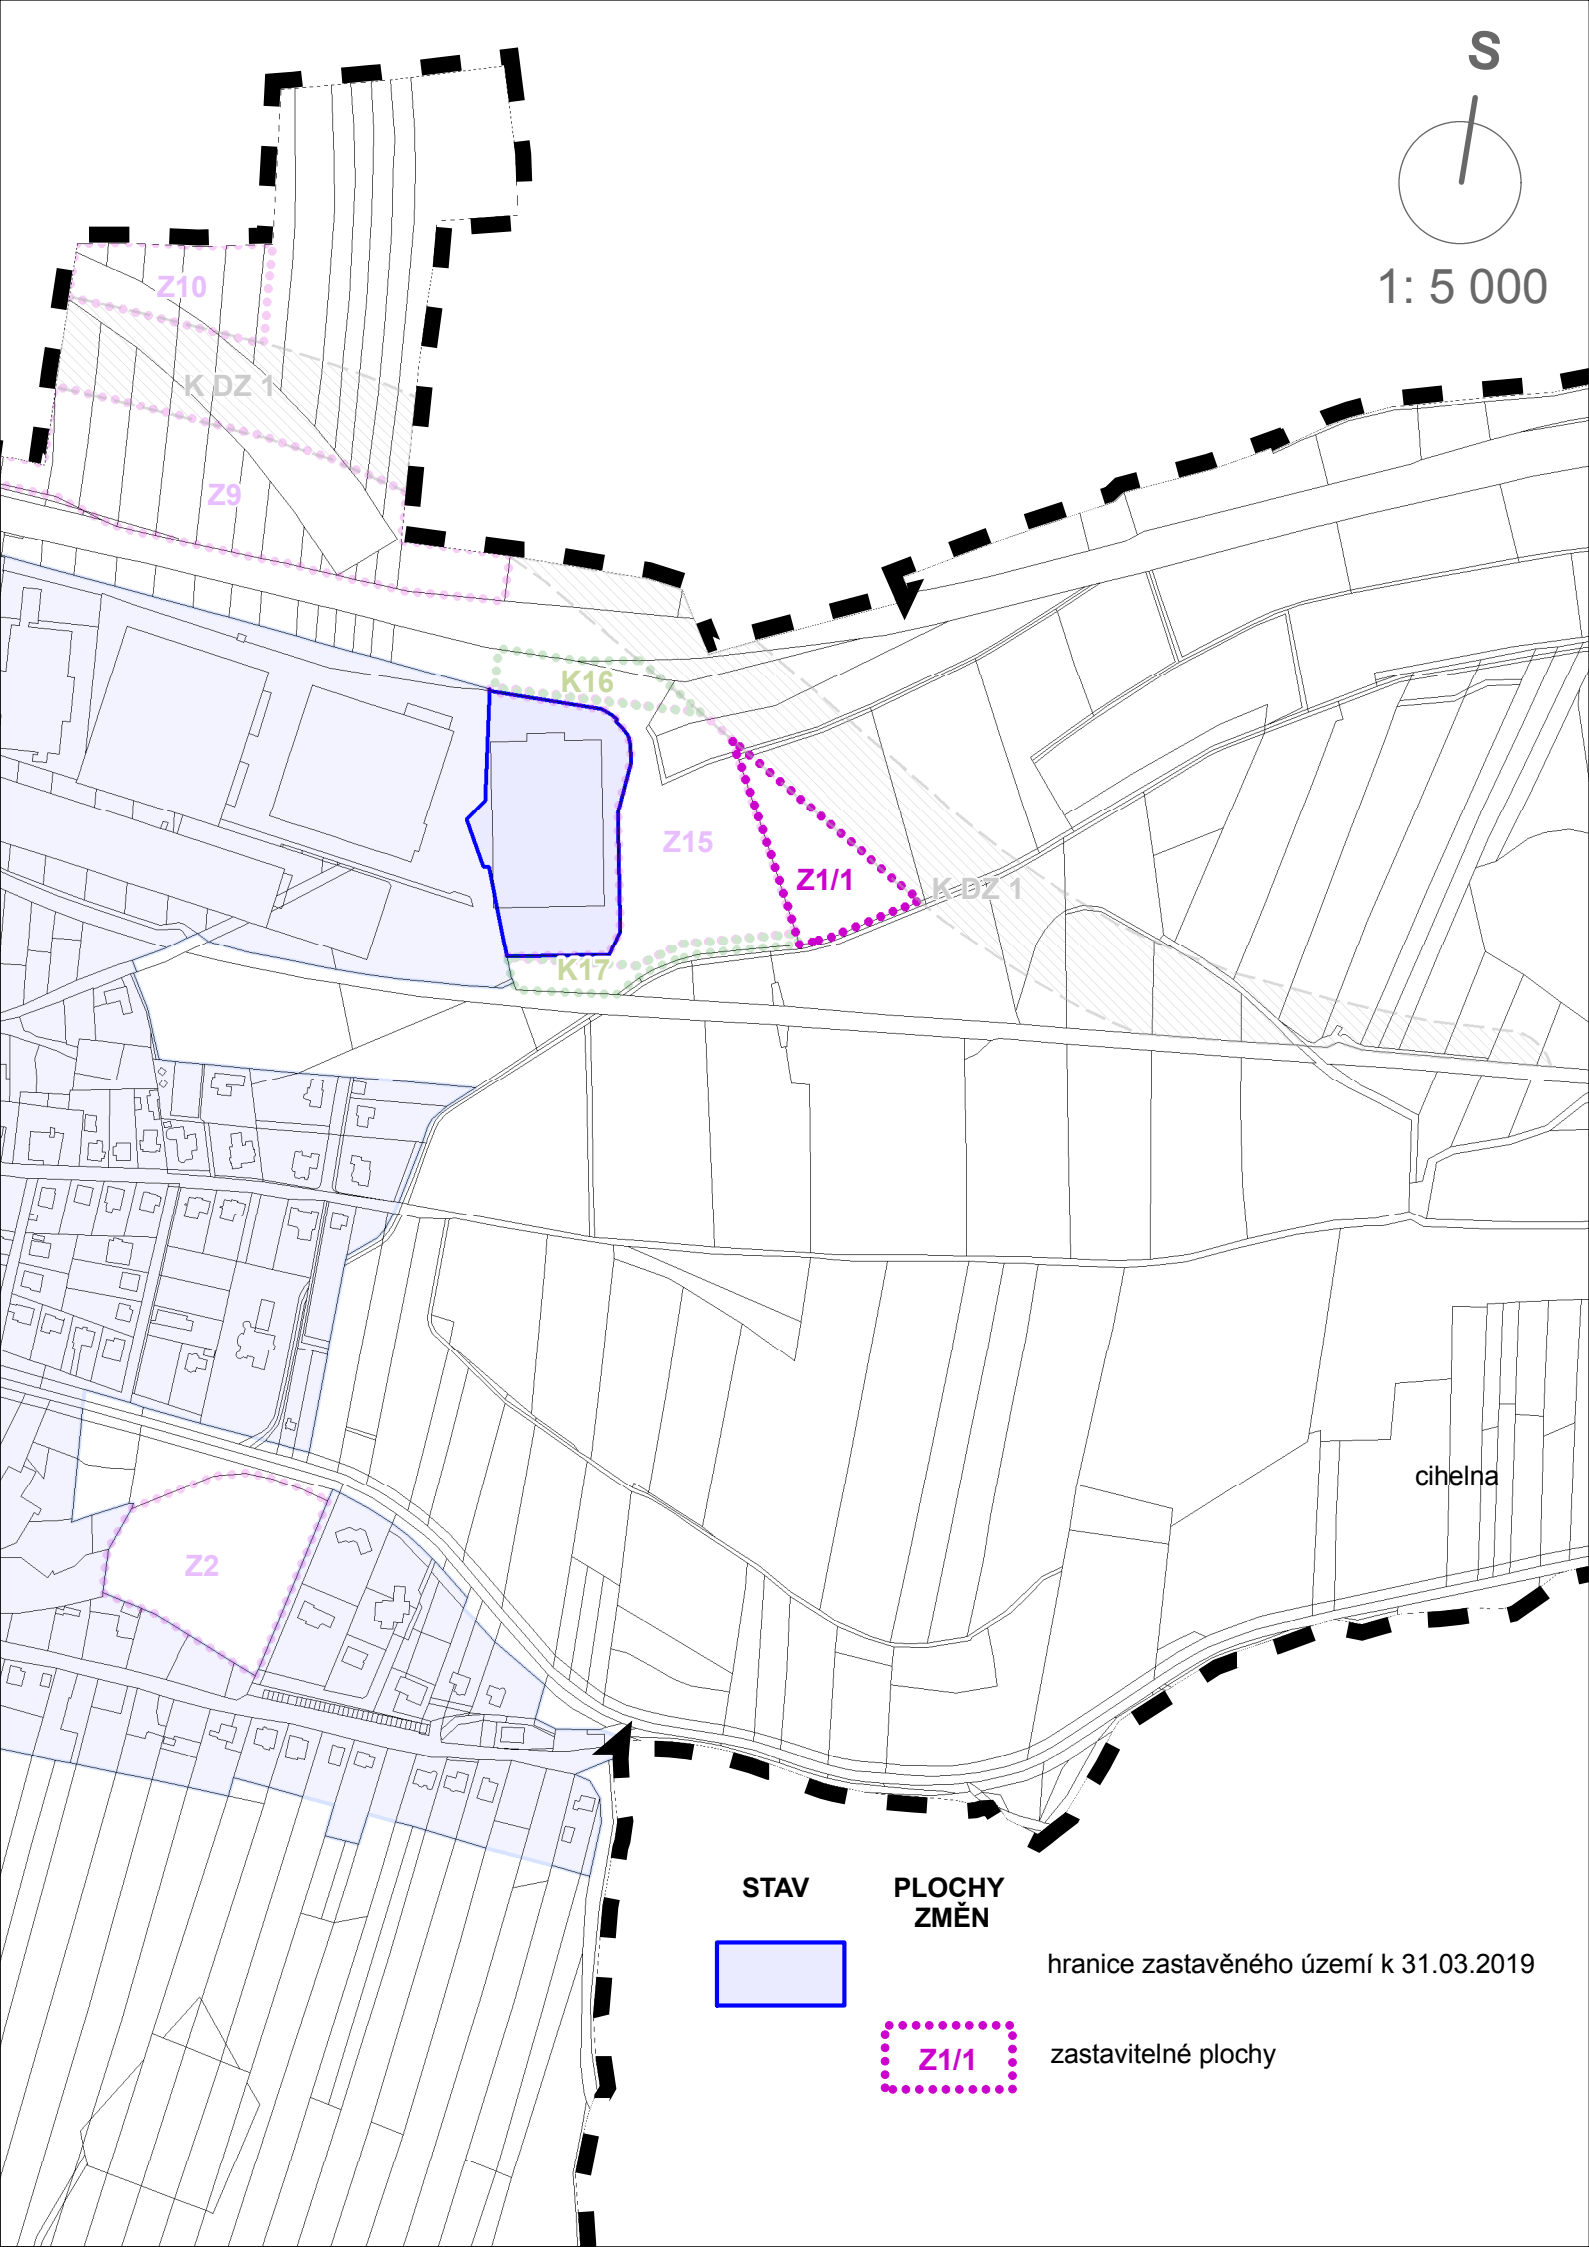 S
1: 5 000
Z10
K DZ 1
Z9
K16
Z15
Z1/1
K DZ 1
K17
cihelna
Z2
STAV
PLOCHY
ZMĚN
hranice zastavěného území k 31.03.2019
Z1/1
zastavitelné plochy